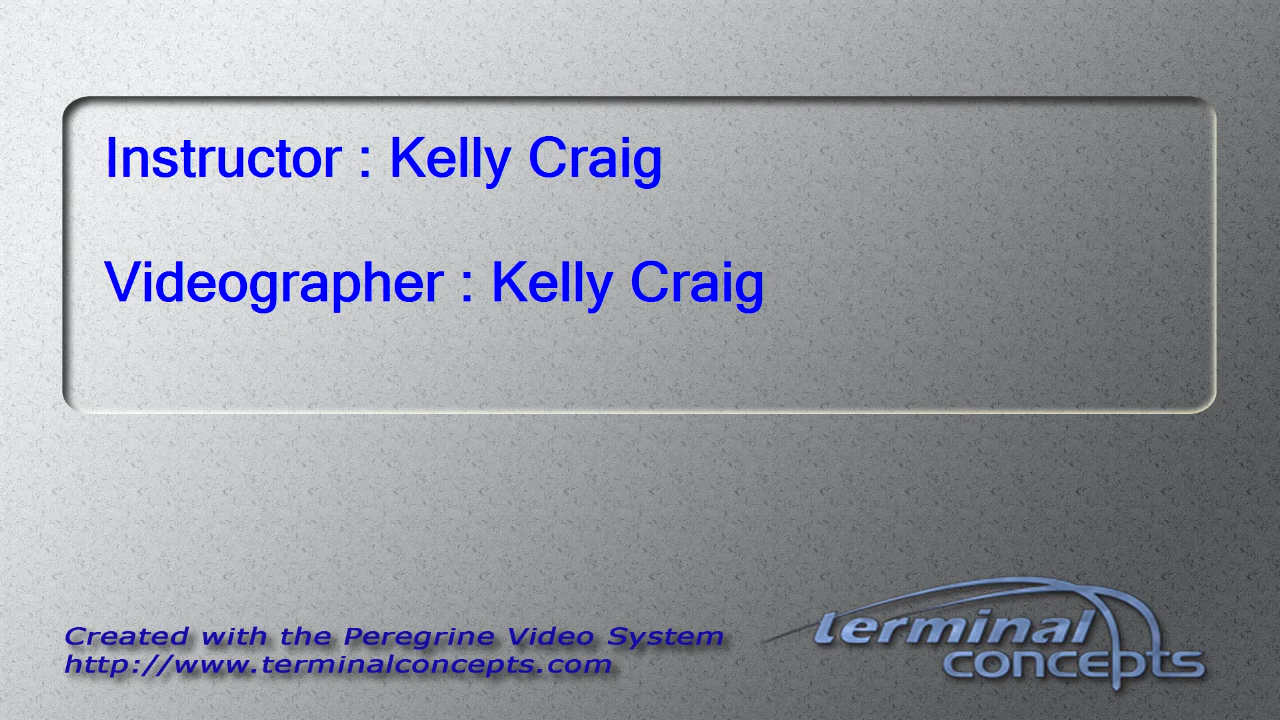 Instructor : Kelly Craig
Videographer : Kelly Craig
Created with the Peregrine Video System
http://www.terminalconcepts.com
terminal
concepts